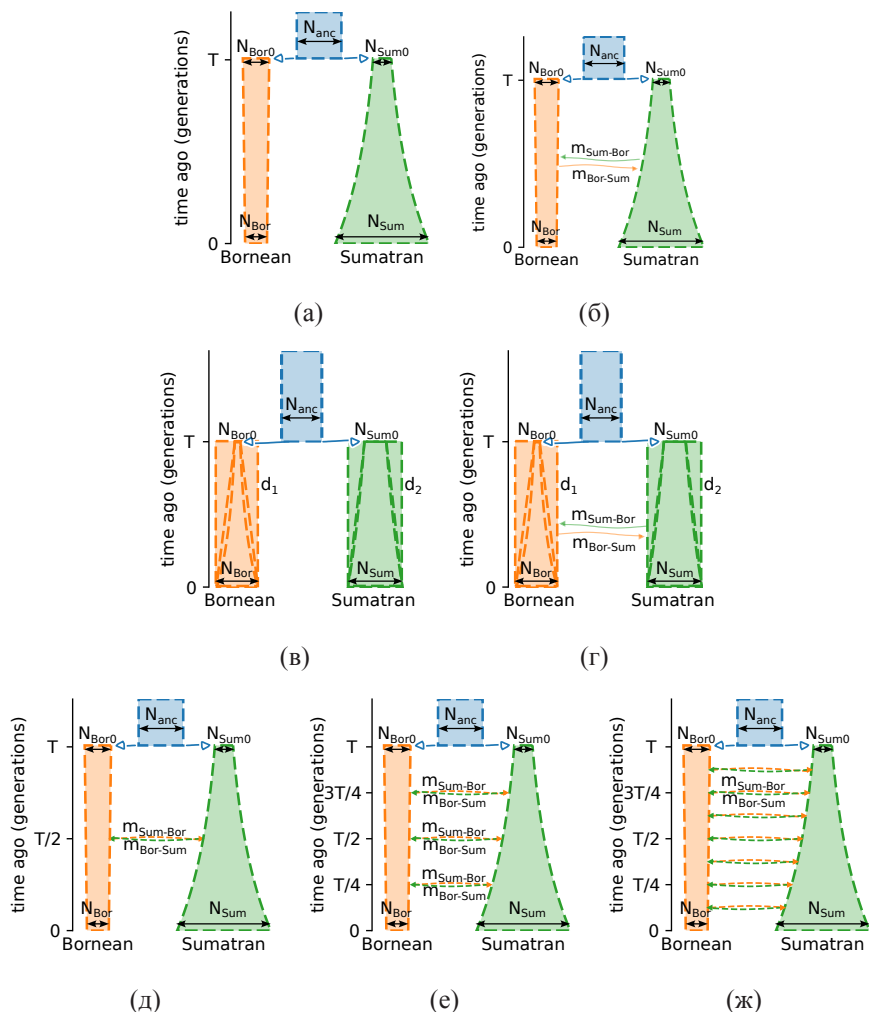 N_anc
N_Bor0 N_Sum0
T
time ago (generations)
N_Bor N_Sum
0
Bornean Sumatran
(а)
N_anc
N_Bor0 N_Sum0
T
time ago (generations)
m_Sum-Bor
m_Bor-Sum
N_Bor N_Sum
0
Bornean Sumatran
(б)
N_anc
N_Bor0 N_Sum0
T
time ago (generations)
d_1 d_2
N_Bor N_Sum
0
Bornean Sumatran
(в)
N_anc
N_Bor0 N_Sum0
T
time ago (generations)
d_1 d_2
m_Sum-Bor
m_Bor-Sum
N_Bor N_Sum
0
Bornean Sumatran
(г)
N_anc
N_Bor0 N_Sum0
T
time ago (generations)
T/2
m_Sum-Bor
m_Bor-Sum
N_Bor N_Sum
0
Bornean Sumatran
(д)
N_anc
N_Bor0 N_Sum0
T
time ago (generations)
3T/4
m_Sum-Bor
m_Bor-Sum
T/2
m_Sum-Bor
m_Bor-Sum
T/4
m_Sum-Bor
m_Bor-Sum
N_Bor N_Sum
0
Bornean Sumatran
(е)
N_anc
N_Bor0 N_Sum0
T
time ago (generations)
3T/4
m_Sum-Bor
m_Bor-Sum
T/2
T/4
N_Bor N_Sum
0
Bornean Sumatran
(ж)